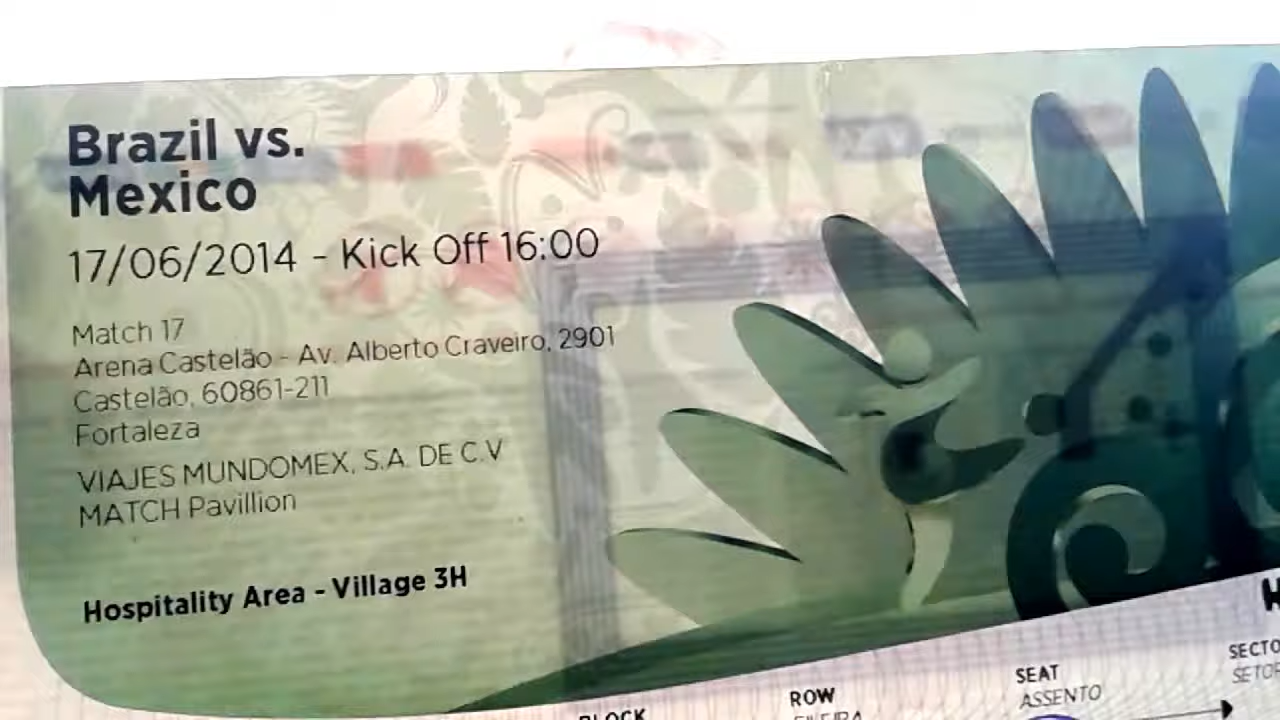 Brazil vs.
Mexico
17/06/2014 - Kick Off 16:00
Match 17
Arena Castelão - Av. Alberto Craveiro, 2901
Castelão, 60861-211
Fortaleza
VIAJES MUNDOMEX, S.A. DE C.V
MATCH Pavillion
Hospitality Area - Village 3H
BLOCK
ROW
FILEIRA
SEAT
ASSENTO